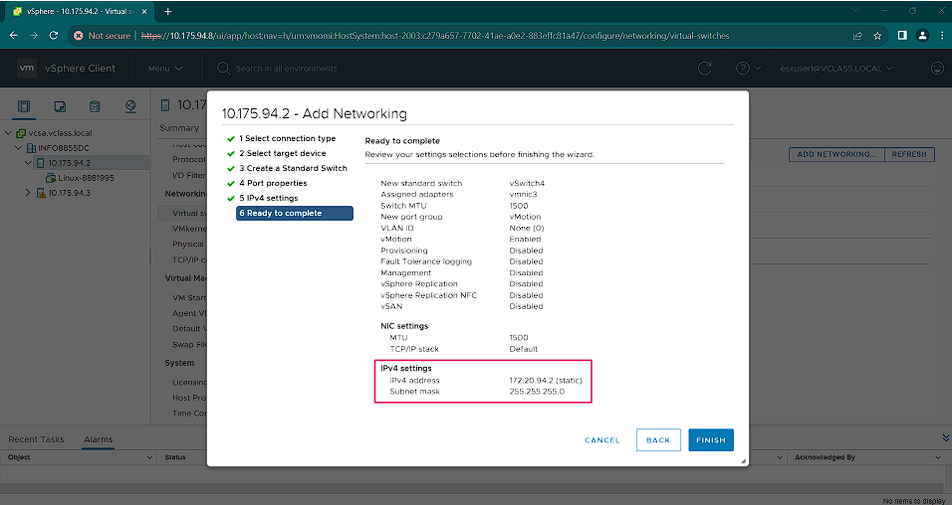 vSphere - 10.175.94.2 - Virtual s
Not secure https://10.175.94.8/ui/app/host;nav=h/urn:vmomi:HostSystem:host-2003:c279a657-7702-41ae-a0e2-883effc81a47/configure/networking/virtual-switches
vm vSphere Client Menu Search in all environments esxuser1@VCLASS.LOCAL
vcsa.vclass.local
INFO8855DC
10.175.94.2
Linux-8881995
10.175.94.3
10.17
Summary
Protocol
I/O Filter
Networkin
Virtual sw
VMkerne
Physical
TCP/IP co
Virtual Mac
VM Start
Agent VM
Default V
Swap File
System
Licensing
Host Pro
Time Con
ADD NETWORKING... REFRESH
10.175.94.2 - Add Networking
1 Select connection type
2 Select target device
3 Create a Standard Switch
4 Port properties
5 IPv4 settings
6 Ready to complete
Ready to complete
Review your settings selections before finishing the wizard.
New standard switch vSwitch4
Assigned adapters vmnic3
Switch MTU 1500
New port group vMotion
VLAN ID None (0)
vMotion Enabled
Provisioning Disabled
Fault Tolerance logging Disabled
Management Disabled
vSphere Replication Disabled
vSphere Replication NFC Disabled
vSAN Disabled
NIC settings
MTU 1500
TCP/IP stack Default
IPv4 settings
IPv4 address 172.20.94.2 (static)
Subnet mask 255.255.255.0
CANCEL BACK FINISH
Recent Tasks Alarms
Object Status Acknowledged By
No items to display